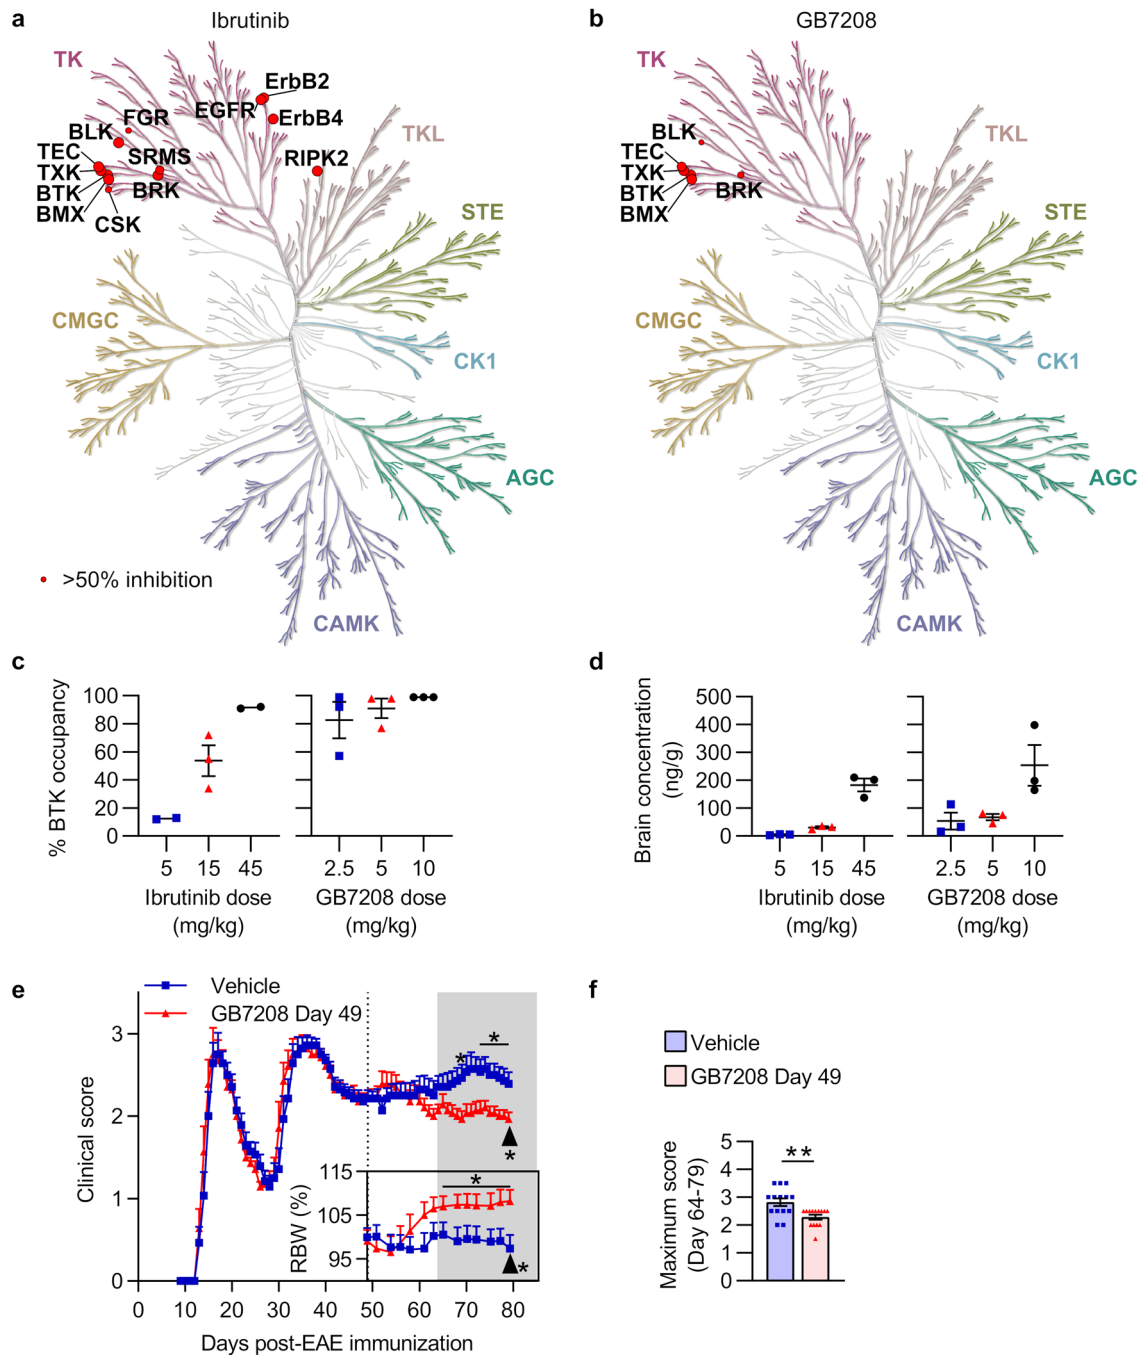 a
Ibrutinib
TK
ErbB2
EGFR
ErbB4
FGR
BLK
TEC
SRMS
TXK
BTK
BRK
BMX
CSK
RIPK2
TKL
STE
CMGC
CK1
AGC
CAMK
>50% inhibition
b
GB7208
TK
BLK
TEC
TXK
BTK
BRK
BMX
TKL
STE
CMGC
CK1
AGC
CAMK
c
% BTK occupancy
100
80
60
40
20
0
5 15 45
Ibrutinib dose
(mg/kg)
2.5 5 10
GB7208 dose
(mg/kg)
d
Brain concentration
(ng/g)
500
400
300
200
100
0
5 15 45
Ibrutinib dose
(mg/kg)
2.5 5 10
GB7208 dose
(mg/kg)
e
Vehicle
GB7208 Day 49
Clinical score
3
2
1
0
*
*
*
RBW (%)
115
105
95
*
*
0 10 20 30 40 50 60 70 80
Days post-EAE immunization
f
Vehicle
GB7208 Day 49
Maximum score
(Day 64-79)
5
4
3
2
1
0
**